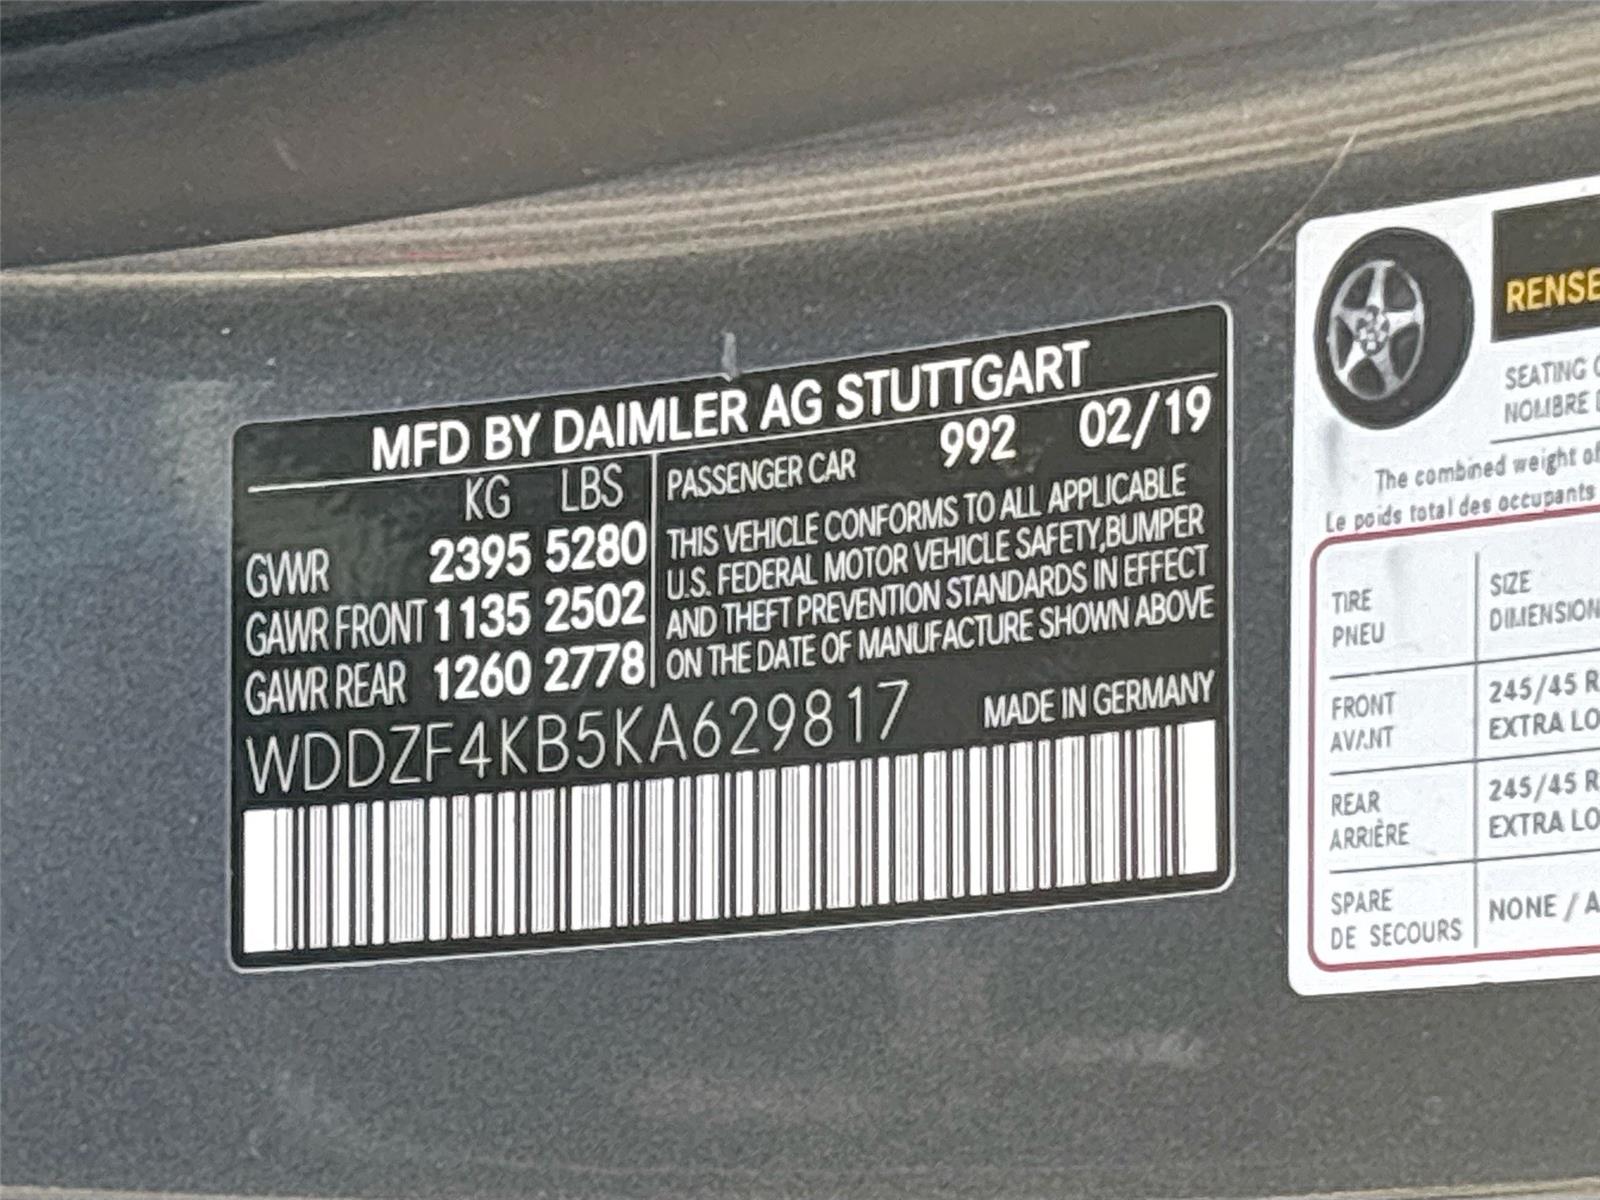 MFD BY DAIMLER AG STUTTGART
KG LBS
GVWR 2395 5280
GAWR FRONT 1135 2502
GAWR REAR 1260 2778
PASSENGER CAR 992 02/19
THIS VEHICLE CONFORMS TO ALL APPLICABLE
U.S. FEDERAL MOTOR VEHICLE SAFETY,BUMPER
AND THEFT PREVENTION STANDARDS IN EFFECT
ON THE DATE OF MANUFACTURE SHOWN ABOVE
WDDZF4KB5KA629817 MADE IN GERMANY
RENSE
SEATING
NOMBRE
The combined weight of
Le poids total des occupants
TIRE
PNEU
SIZE
DIMENSION
FRONT
AVANT
245/45 R
EXTRA LO
REAR
ARRIÈRE
245/45 R
EXTRA LO
SPARE
DE SECOURS
NONE / A